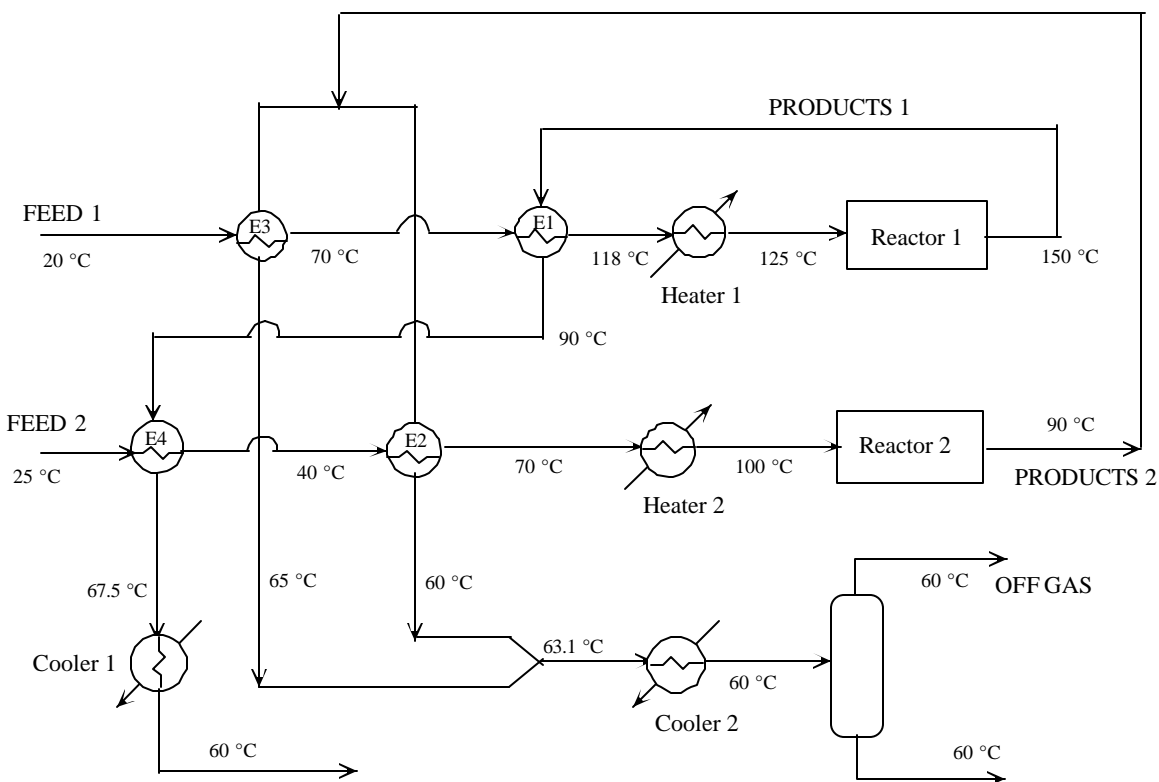 PRODUCTS 1
FEED 1
E3
E1
Reactor 1
20 °C
70 °C
118 °C
125 °C
150 °C
Heater 1
90 °C
FEED 2
E4
E2
Reactor 2
90 °C
25 °C
40 °C
70 °C
100 °C
PRODUCTS 2
Heater 2
67.5 °C
65 °C
60 °C
60 °C
OFF GAS
Cooler 1
63.1 °C
60 °C
Cooler 2
60 °C
60 °C